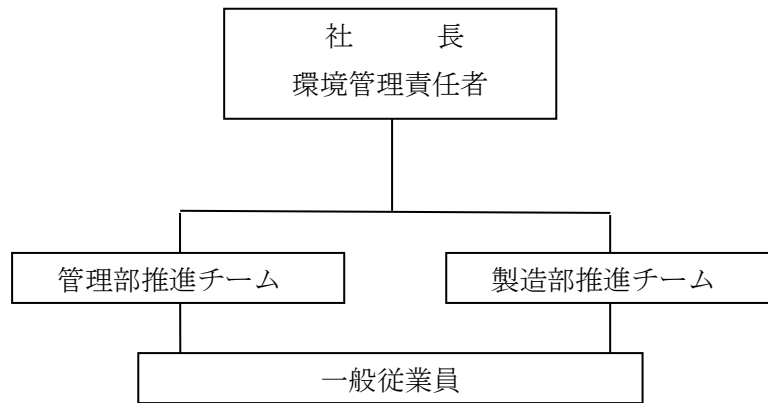 社　　　長
環境管理責任者
管理部推進チーム
製造部推進チーム
一般従業員